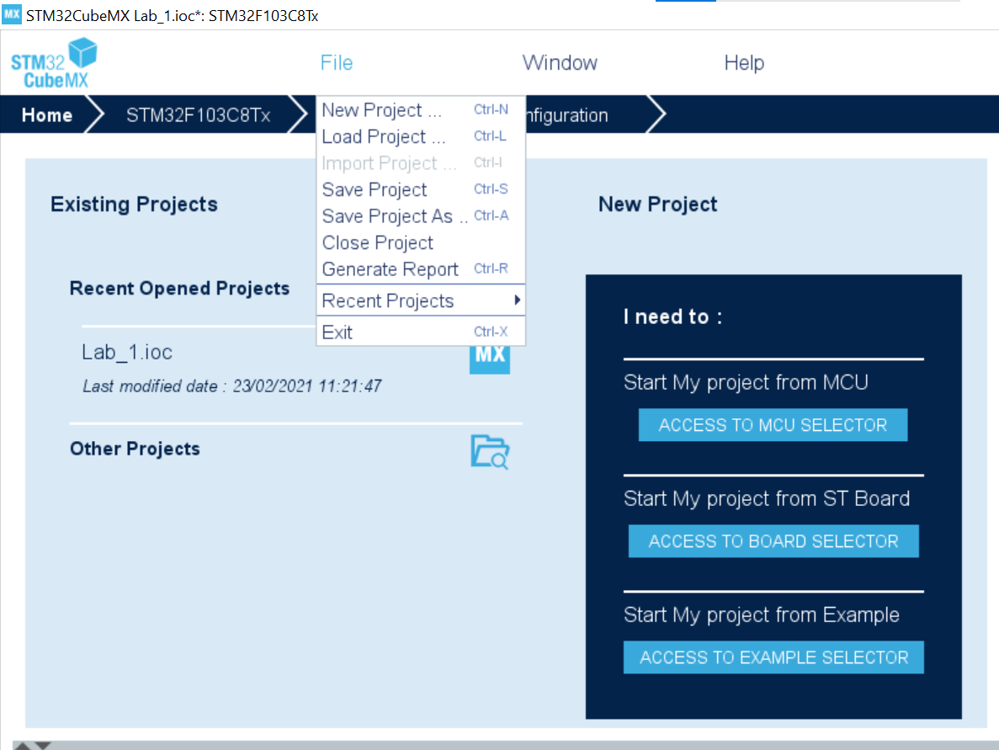 MX STM32CubeMX Lab_1.ioc*: STM32F103C8Tx
STM32
CubeMX
File Window Help
Home STM32F103C8Tx nfiguration
New Project ... Ctrl-N
Load Project ... Ctrl-L
Import Project ... Ctrl-I
Save Project Ctrl-S
Save Project As .. Ctrl-A
Close Project
Generate Report Ctrl-R
Recent Projects
Exit Ctrl-X
Existing Projects
Recent Opened Projects
Lab_1.ioc
MX
Last modified date : 23/02/2021 11:21:47
Other Projects
New Project
I need to :
Start My project from MCU
ACCESS TO MCU SELECTOR
Start My project from ST Board
ACCESS TO BOARD SELECTOR
Start My project from Example
ACCESS TO EXAMPLE SELECTOR